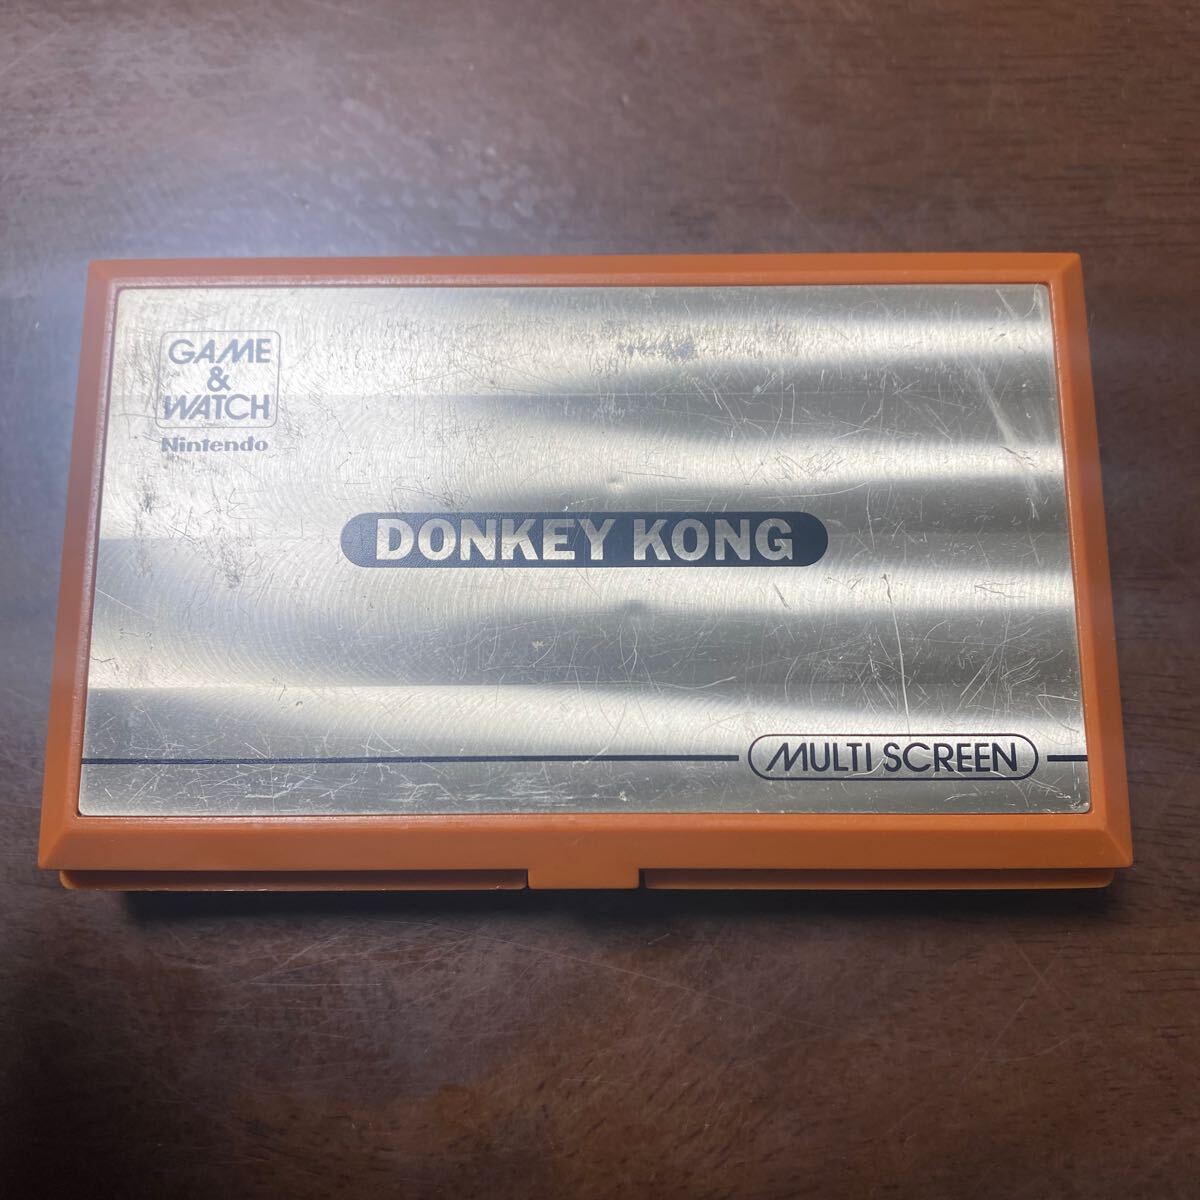 GAME
&
WATCH
Nintendo
DONKEY KONG
MULTI SCREEN